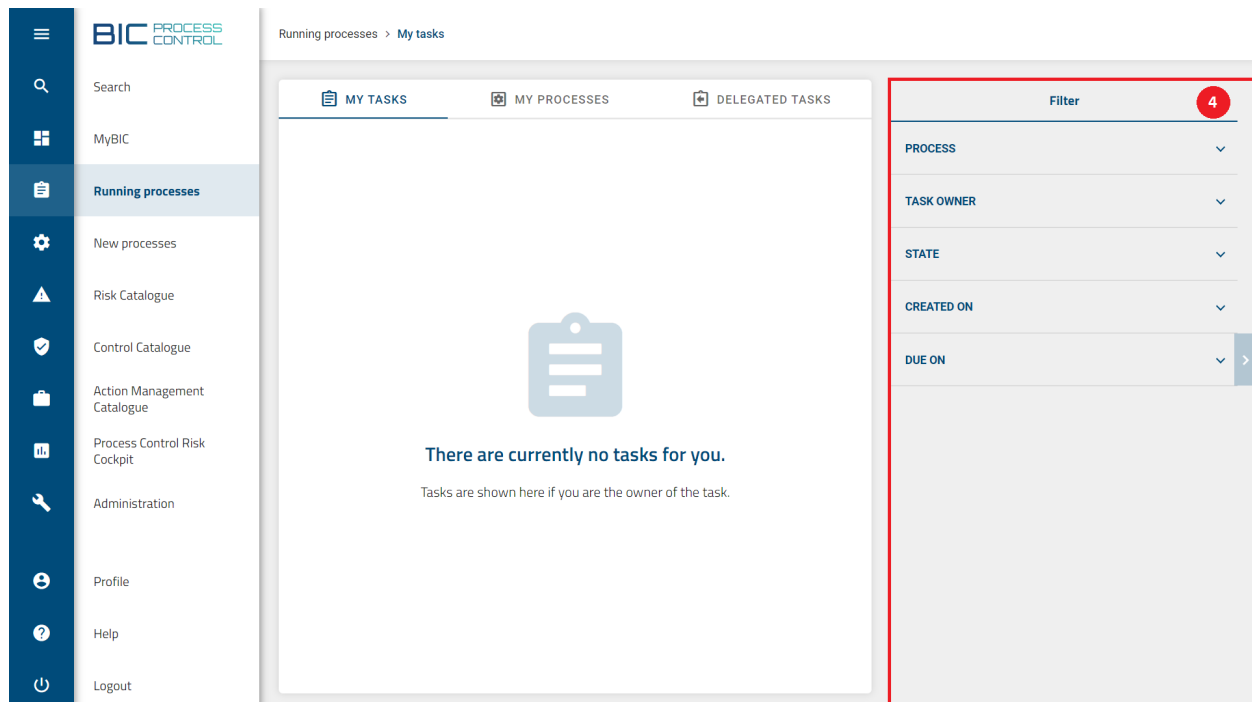 BIC PROCESS CONTROL
Running processes > My tasks
Search
MyBIC
Running processes
New processes
Risk Catalogue
Control Catalogue
Action Management
Catalogue
Process Control Risk
Cockpit
Administration
Profile
Help
Logout
MY TASKS
MY PROCESSES
DELEGATED TASKS
There are currently no tasks for you.
Tasks are shown here if you are the owner of the task.
Filter
4
PROCESS
TASK OWNER
STATE
CREATED ON
DUE ON